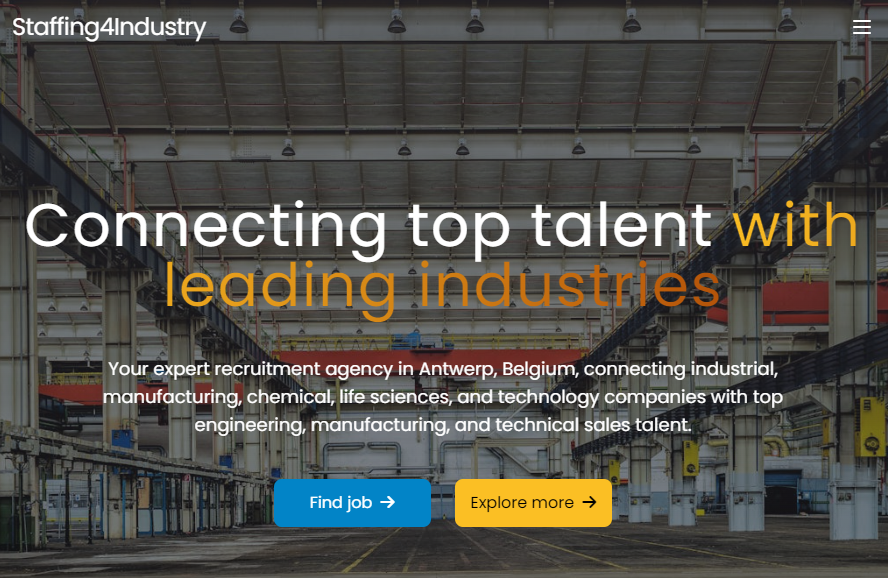 Staffing4Industry
Connecting top talent with
leading industries
Your expert recruitment agency in Antwerp, Belgium, connecting industrial,
manufacturing, chemical, life sciences, and technology companies with top
engineering, manufacturing, and technical sales talent.
Find job →
Explore more →